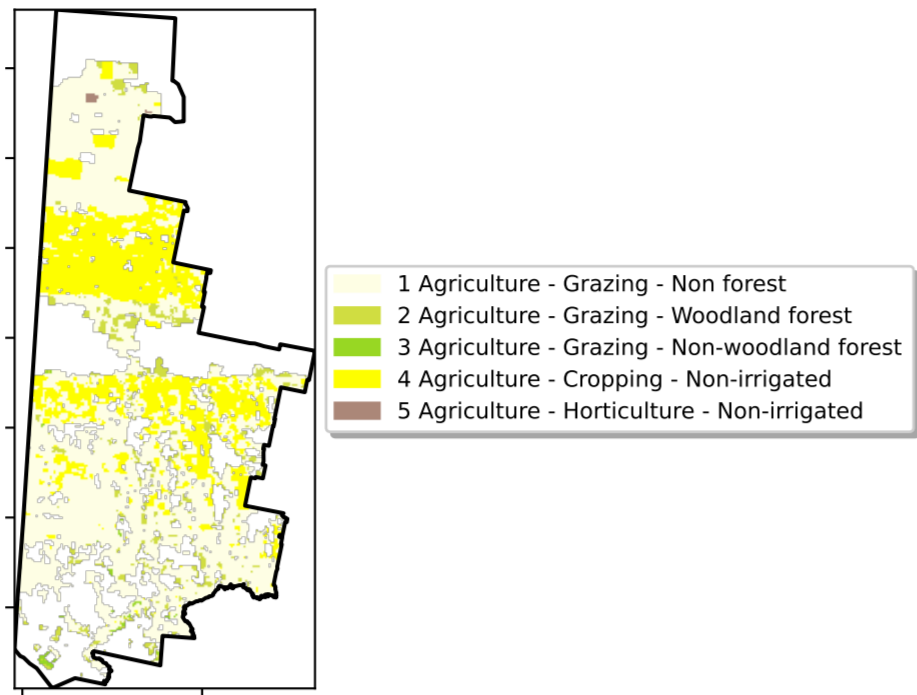 1 Agriculture - Grazing - Non forest
2 Agriculture - Grazing - Woodland forest
3 Agriculture - Grazing - Non-woodland forest
4 Agriculture - Cropping - Non-irrigated
5 Agriculture - Horticulture - Non-irrigated